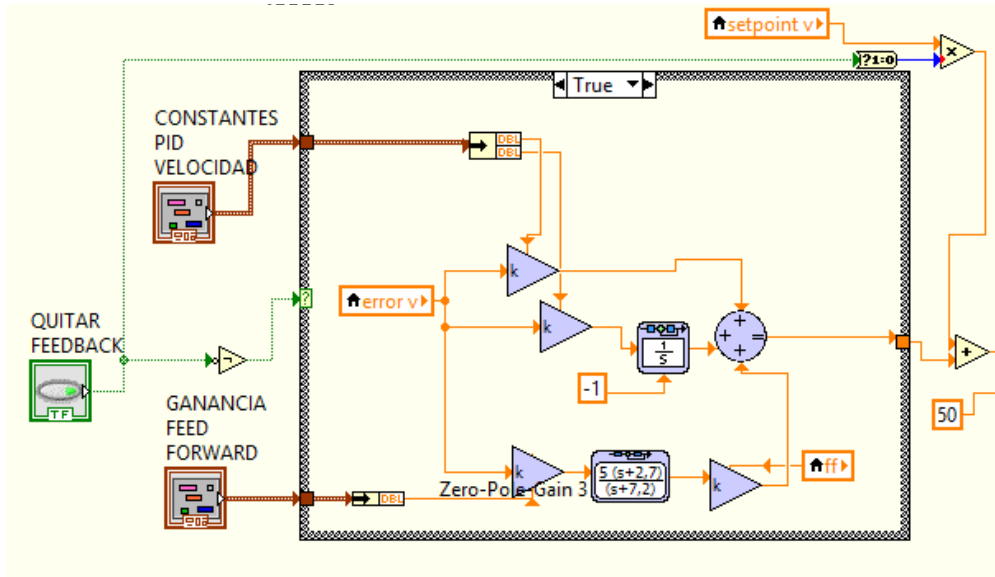 setpoint v
?1:0
x
True
CONSTANTES
PID
VELOCIDAD
DBL
DBL
k
error v
?
k
QUITAR
FEEDBACK
1
S
+
+ =
+
+
-1
TF
GANANCIA
FEED
FORWARD
50
k
5 (s+2,7)
(s+7,2)
ff
k
Zero-Pole-Gain 3
DBL